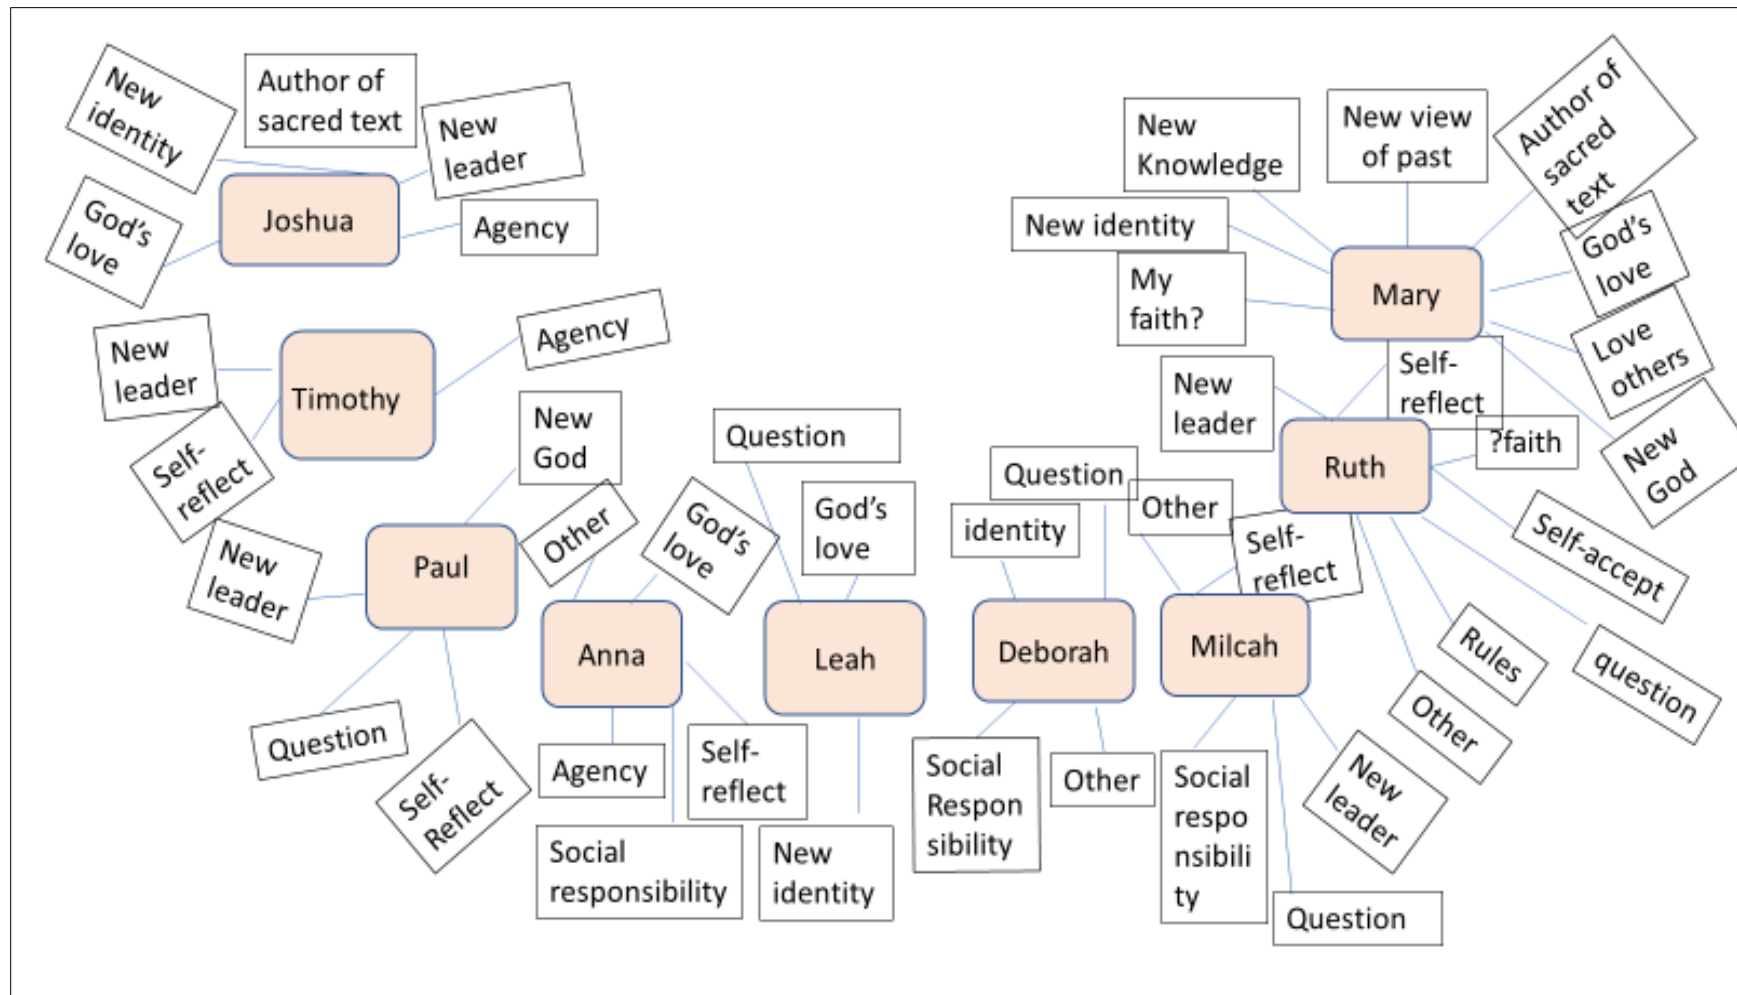 New
identity
Author of
sacred text
New
leader
God's
love
Joshua
Agency
New
leader
Timothy
Agency
Self-
reflect
New
God
Paul
New
leader
Question
Self-
Reflect
Other
God's
love
Anna
Agency
Social
responsibility
Self-
reflect
Question
God's
love
Leah
New
identity
identity
Question
Deborah
Social
Respon
sibility
Other
Other
Self-
reflect
Milcah
Social
respo
nsibili
ty
Question
New
leader
New
Knowledge
New view
of past
Author of
sacred
text
New identity
My
faith?
Mary
God's
love
Love
others
New
God
New
leader
Self-
reflect
?faith
Ruth
Self-accept
question
Rules
Other